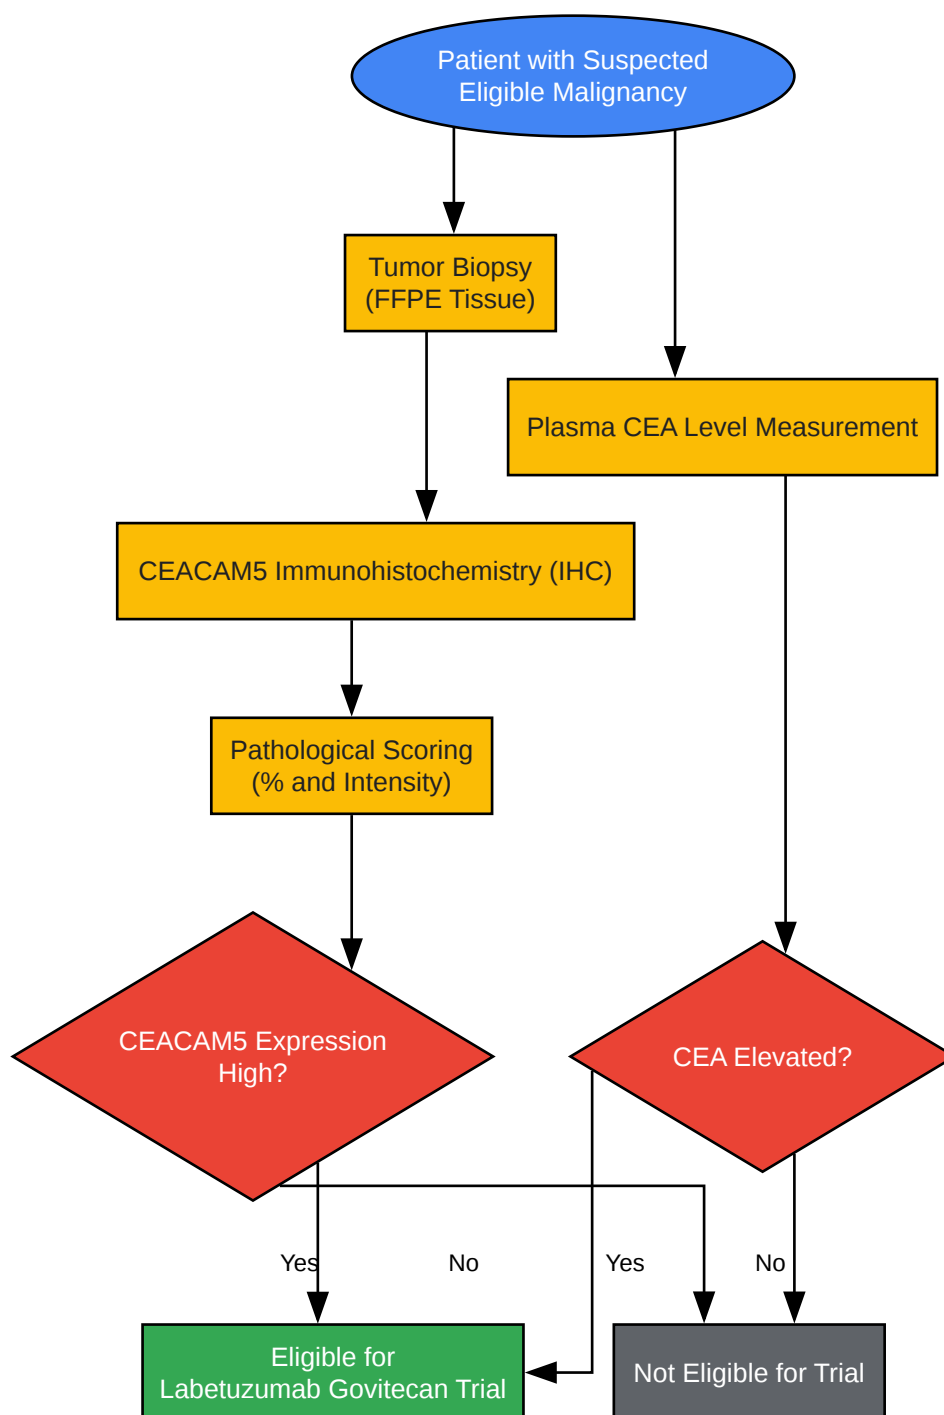 Patient with Suspected
Eligible Malignancy
Tumor Biopsy
(FFPE Tissue)
Plasma CEA Level Measurement
CEACAM5 Immunohistochemistry (IHC)
Pathological Scoring
(% and Intensity)
CEACAM5 Expression
High?
CEA Elevated?
Yes
No
Yes
No
Eligible for
Labetuzumab Govitecan Trial
Not Eligible for Trial